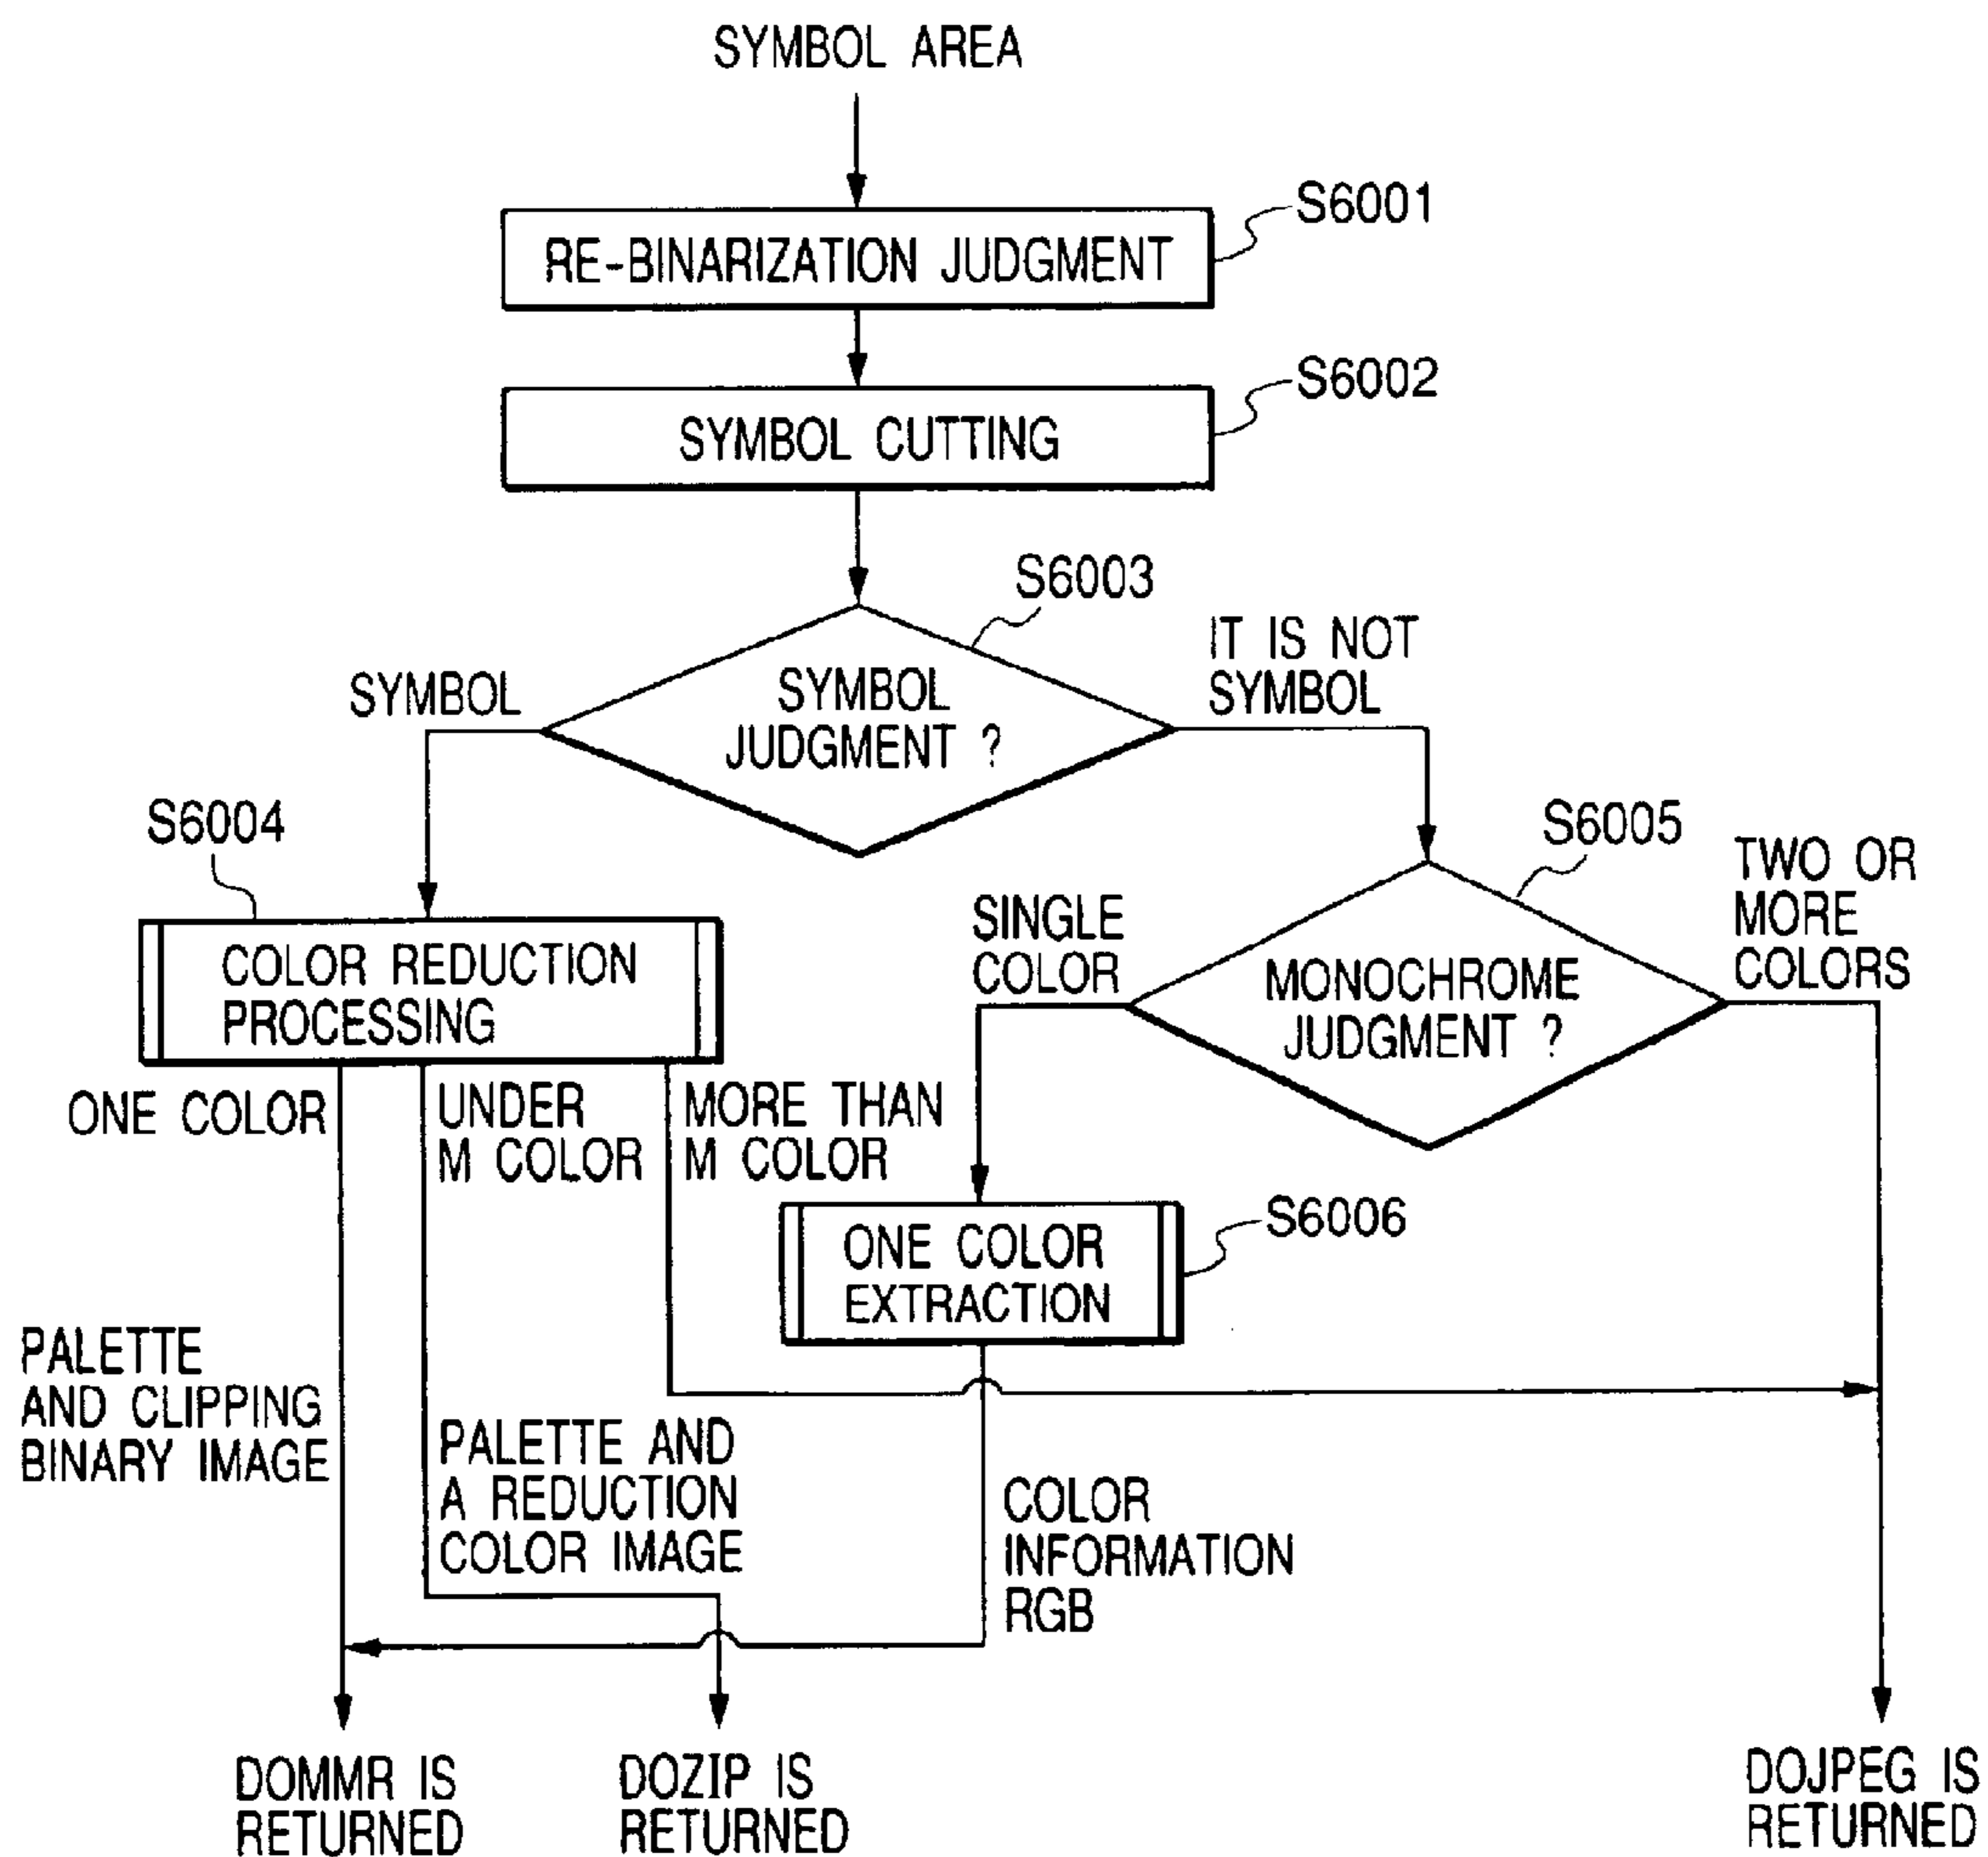 SYMBOL AREA
RE-BINARIZATION JUDGMENT
S6001
SYMBOL CUTTING
S6002
S6003
SYMBOL
JUDGMENT ?
SYMBOL
IT IS NOT
SYMBOL
S6004
COLOR REDUCTION
PROCESSING
S6005
MONOCHROME
JUDGMENT ?
SINGLE
COLOR
TWO OR
MORE
COLORS
ONE COLOR
UNDER
M COLOR
MORE THAN
M COLOR
ONE COLOR
EXTRACTION
S6006
PALETTE
AND CLIPPING
BINARY IMAGE
PALETTE AND
A REDUCTION
COLOR IMAGE
COLOR
INFORMATION
RGB
DOMMR IS
RETURNED
DOZIP IS
RETURNED
DOJPEG IS
RETURNED